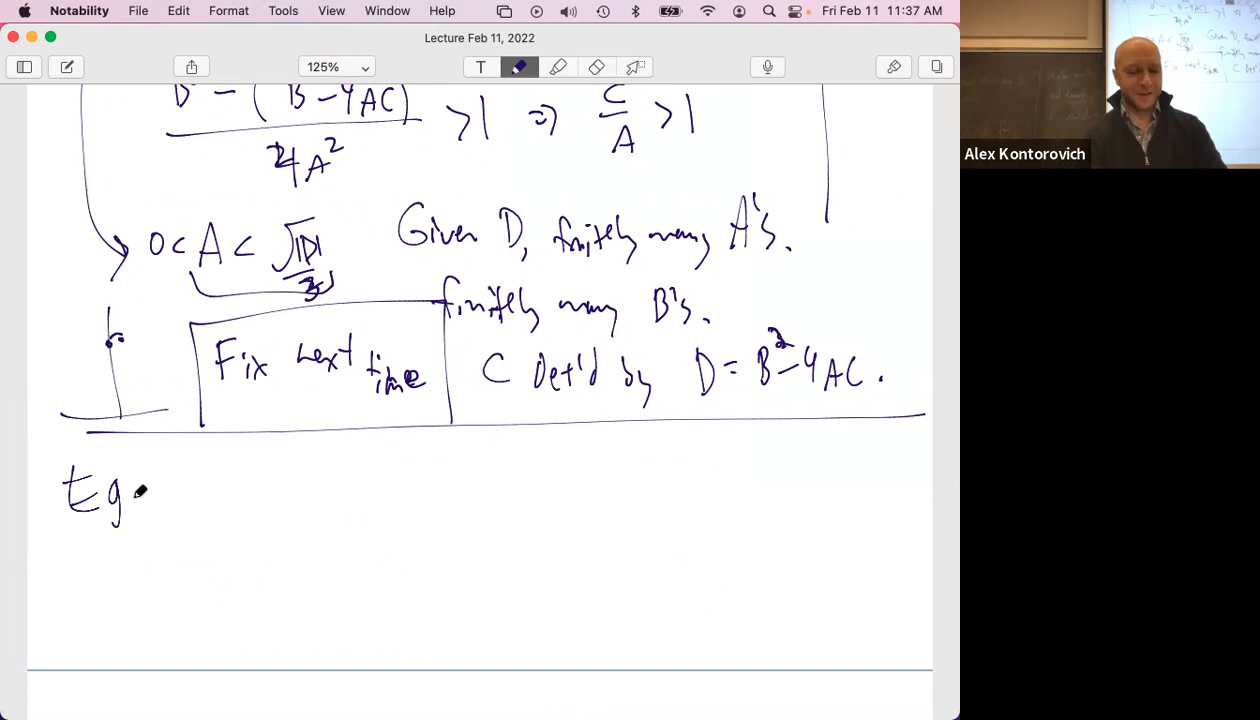 Notability File Edit Format Tools View Window Help Fri Feb 11 11:37 AM
Lecture Feb 11, 2022
125%
T
B² - (B² - 4AC)
4A²
>1 ⇒ C/A >1
0 < A < √|D|/3 Given D, finitely many A's.
finitely many B's.
Fix next time
C Det'd by D = B² - 4AC.
Eg
Alex Kontorovich